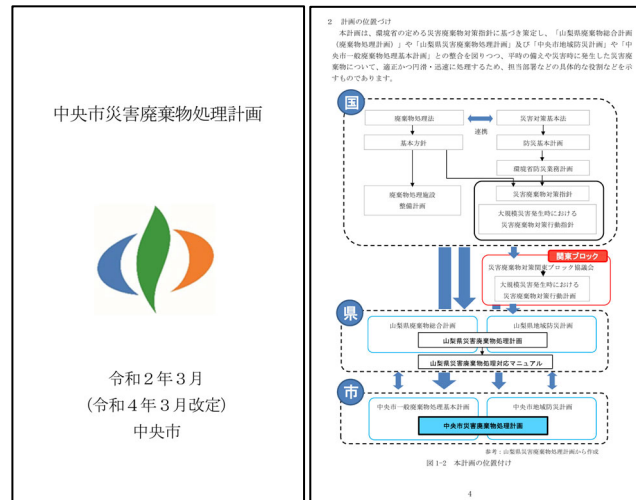 中央市災害廃棄物処理計画
令和２年３月
(令和４年３月改定)
中央市
２　計画の位置づけ
本計画は、環境省の定める災害廃棄物対策指針に基づき策定し、「山梨県廃棄物総合計画
（廃棄物処理計画）」や「山梨県災害廃棄物処理計画」及び「中央市地域防災計画」や「中
央市一般廃棄物処理基本計画」との整合を図りつつ、平時の備えや災害時に発生した災害廃
棄物について、適正かつ円滑・迅速に処理するため、担当部署などの具体的な役割などを示
すものであります。
国
廃棄物処理法
災害対策基本法
連携
基本方針
防災基本計画
環境省防災業務計画
廃棄物処理施設
整備計画
災害廃棄物対策指針
大規模災害発生時における
災害廃棄物対策行動指針
関東ブロック
災害廃棄物対策関東ブロック協議会
大規模災害発生時における
災害廃棄物対策行動計画
県
山梨県廃棄物総合計画
山梨県地域防災計画
山梨県災害廃棄物処理計画
山梨県災害廃棄物処理対応マニュアル
市
中央市一般廃棄物処理基本計画
中央市地域防災計画
中央市災害廃棄物処理計画
参考：山梨県災害廃棄物処理計画から作成
図 1-2　本計画の位置付け
4